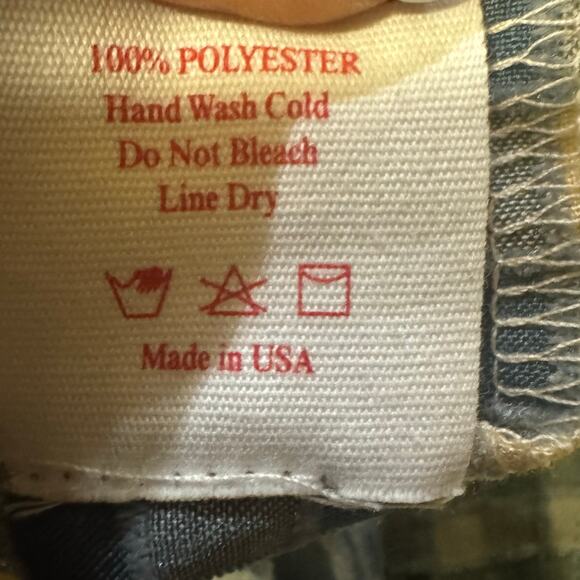 100% POLYESTER
Hand Wash Cold
Do Not Bleach
Line Dry
Made in USA